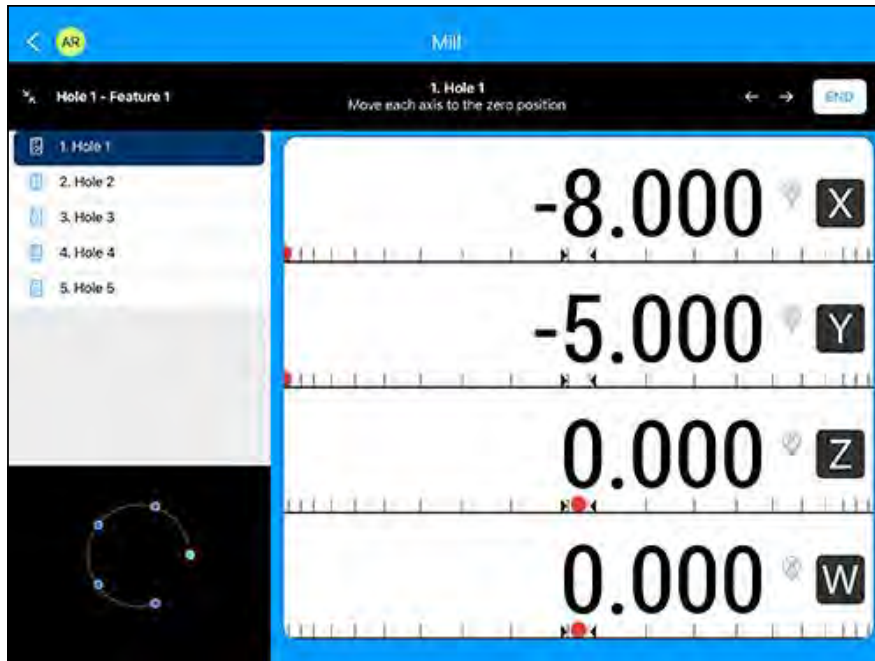 AR
Mill
Hole 1 - Feature 1
1. Hole 1
Move each axis to the zero position
END
1. Hole 1
2. Hole 2
3. Hole 3
4. Hole 4
5. Hole 5
-8.000 X
-5.000 Y
0.000 Z
0.000 W